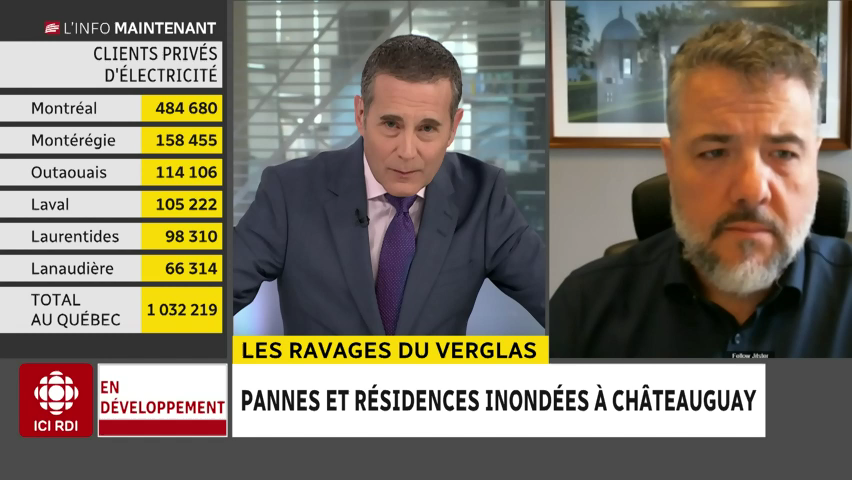 L'INFO MAINTENANT
CLIENTS PRIVÉS
D'ÉLECTRICITÉ
Montréal 484 680
Montérégie 158 455
Outaouais 114 106
Laval 105 222
Laurentides 98 310
Lanaudière 66 314
TOTAL
AU QUÉBEC 1 032 219
LES RAVAGES DU VERGLAS
ICI RDI
EN
DÉVELOPPEMENT
PANNES ET RÉSIDENCES INONDÉES À CHÂTEAUGUAY